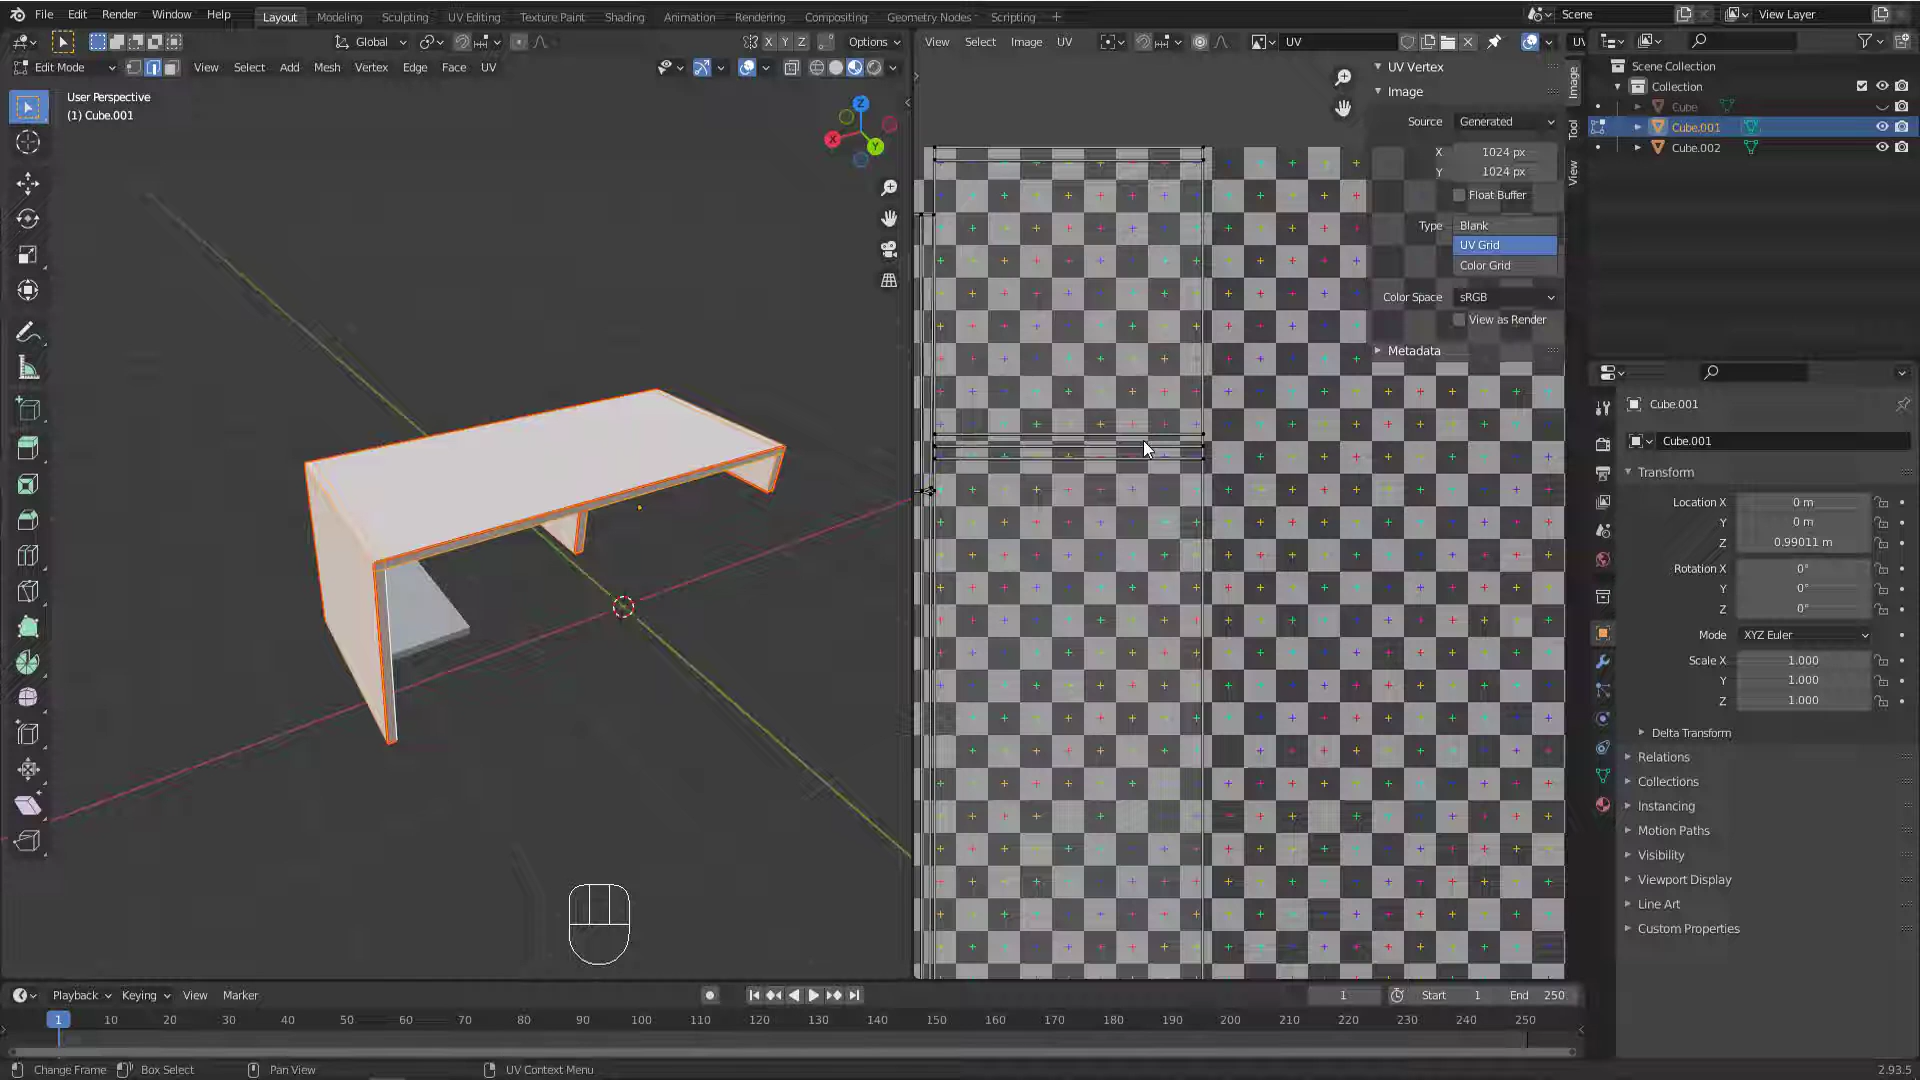 File Edit Render Window Help Layout Modeling Sculpting UV Editing Texture Paint Shading Animation Rendering Compositing Geometry Nodes Scripting + Scene View Layer
Global X Y Z Options View Select Image UV UV
Edit Mode View Select Add Mesh Vertex Edge Face UV
User Perspective
(1) Cube.001
Z
X
Y
UV Vertex
Image
Source Generated
X 1024 px
Y 1024 px
Float Buffer
Type Blank
UV Grid
Color Grid
Color Space sRGB
View as Render
Metadata
Image
Tool
View
Scene Collection
Collection
Cube
Cube.001
Cube.002
Cube.001
Cube.001
Transform
Location X 0 m
Y 0 m
Z 0.99011 m
Rotation X 0°
Y 0°
Z 0°
Mode XYZ Euler
Scale X 1.000
Y 1.000
Z 1.000
Delta Transform
Relations
Collections
Instancing
Motion Paths
Visibility
Viewport Display
Line Art
Custom Properties
Playback Keying View Marker 1 Start 1 End 250
1 10 20 30 40 50 60 70 80 90 100 110 120 130 140 150 160 170 180 190 200 210 220 230 240 250
Change Frame Box Select Pan View UV Context Menu 2.93.5